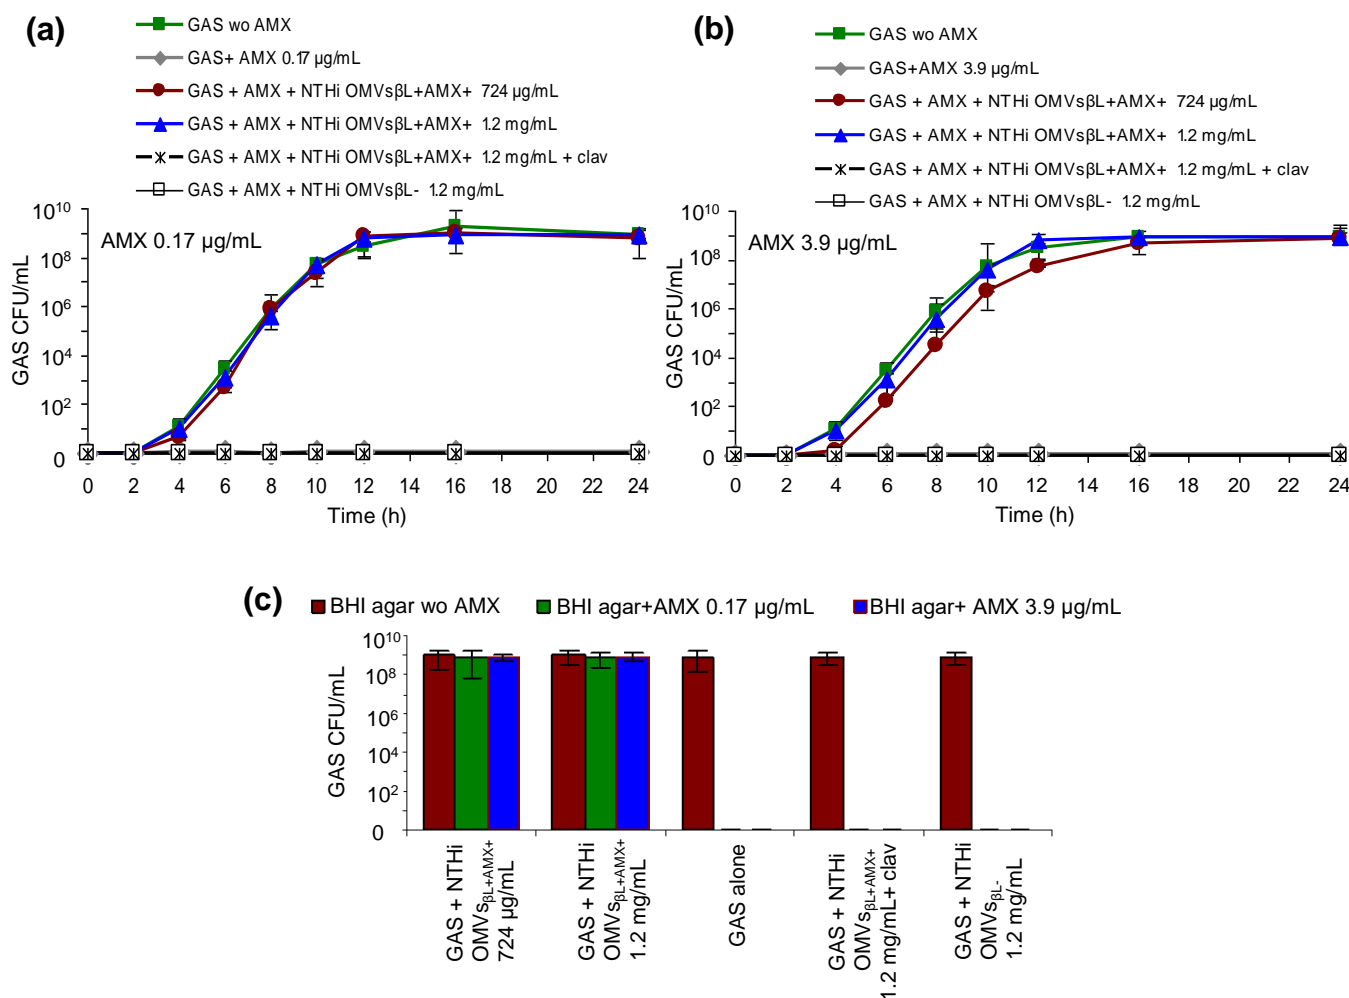 (a)
GAS wo AMX
GAS+ AMX 0.17 µg/mL
GAS + AMX + NTHi OMVsβL+AMX+ 724 µg/mL
GAS + AMX + NTHi OMVsβL+AMX+ 1.2 mg/mL
GAS + AMX + NTHi OMVsβL+AMX+ 1.2 mg/mL + clav
GAS + AMX + NTHi OMVsβL- 1.2 mg/mL
AMX 0.17 µg/mL
GAS CFU/mL
10^10
10^8
10^6
10^4
10^2
0
0 2 4 6 8 10 12 14 16 18 20 22 24
Time (h)
(b)
GAS wo AMX
GAS+AMX 3.9 µg/mL
GAS + AMX + NTHi OMVsβL+AMX+ 724 µg/mL
GAS + AMX + NTHi OMVsβL+AMX+ 1.2 mg/mL
GAS + AMX + NTHi OMVsβL+AMX+ 1.2 mg/mL + clav
GAS + AMX + NTHi OMVsβL- 1.2 mg/mL
AMX 3.9 µg/mL
GAS CFU/mL
10^10
10^8
10^6
10^4
10^2
0
0 2 4 6 8 10 12 14 16 18 20 22 24
Time (h)
(c)
BHI agar wo AMX BHI agar+AMX 0.17 µg/mL BHI agar+ AMX 3.9 µg/mL
GAS CFU/mL
10^10
10^8
10^6
10^4
10^2
0
GAS + NTHi
OMVsβL+AMX+
724 µg/mL
GAS + NTHi
OMVsβL+AMX+
1.2 mg/mL
GAS alone
GAS + NTHi
OMVsβL+AMX+
1.2 mg/mL+ clav
GAS + NTHi
OMVsβL-
1.2 mg/mL